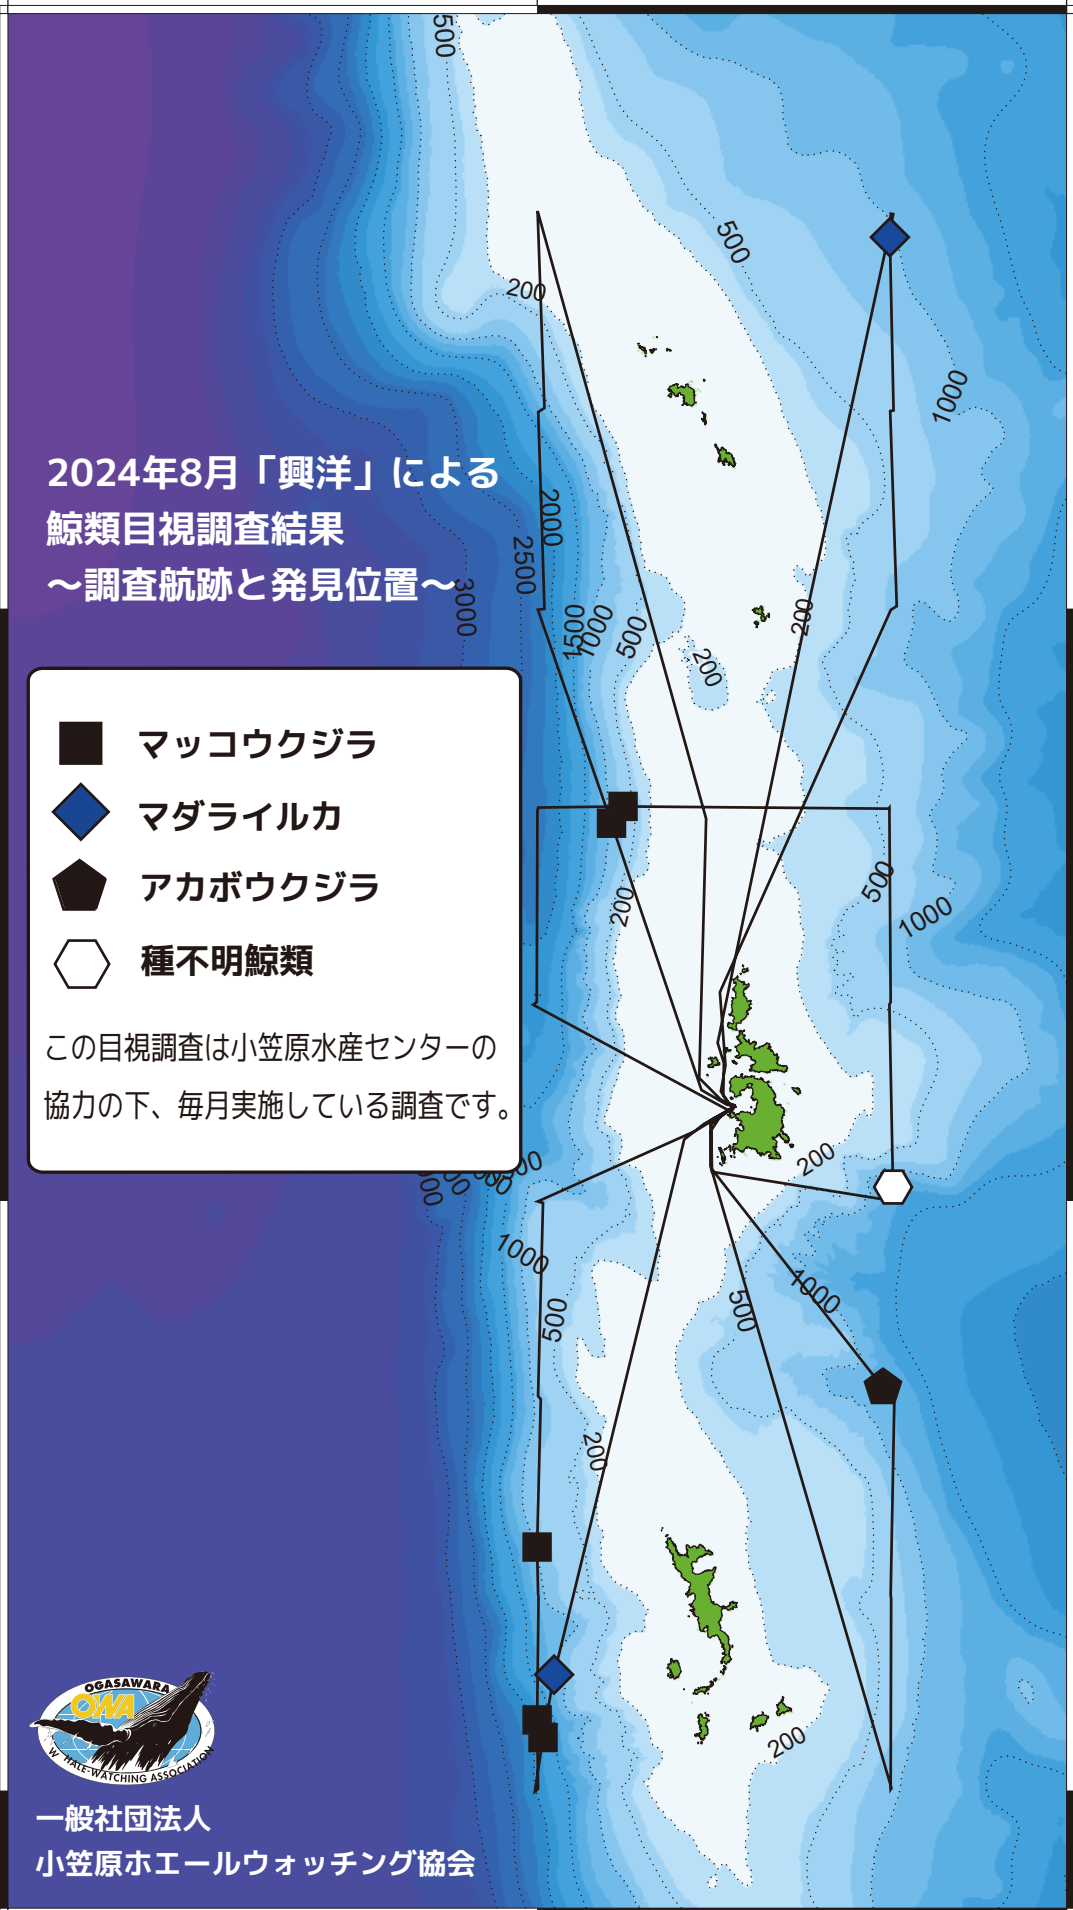 500
500
200
1000
2024年8月「興洋」による
鯨類目視調査結果
～調査航跡と発見位置～
2000
2500
3000
1500
1000
500
200
200
マッコウクジラ
マダライルカ
アカボウクジラ
種不明鯨類
この目視調査は小笠原水産センターの
協力の下、毎月実施している調査です。
200
500
1000
200
1000
500
500
1000
200
200
OGASAWARA
OWA
WHALE-WATCHING ASSOCIATION
一般社団法人
小笠原ホエールウォッチング協会